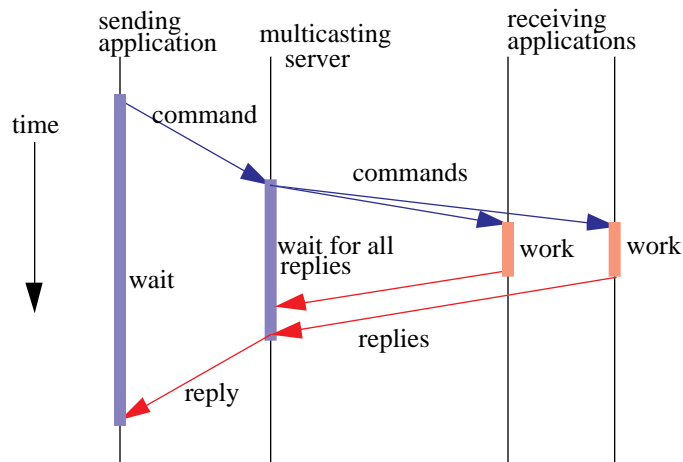 sending
application
multicasting
server
receiving
applications
time
command
commands
wait for all
replies
work
work
wait
replies
reply